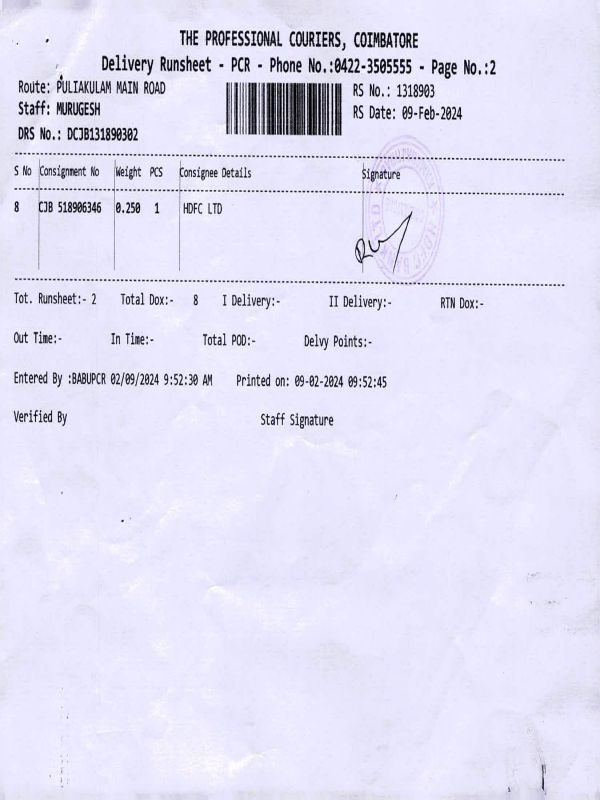 THE PROFESSIONAL COURIERS, COIMBATORE
Delivery Runsheet - PCR - Phone No.:0422-3505555 - Page No.:2
Route: PULIAKULAM MAIN ROAD
RS No.: 1318903
Staff: MURUGESH
RS Date: 09-Feb-2024
DRS No.: DCJB131890302
S No Consignment No Weight PCS Consignee Details Signature
8 CJB 518906346 0.250 1 HDFC LTD
HDFC BANK LTD
Tot. Runsheet:- 2 Total Dox:- 8 I Delivery:- II Delivery:- RTN Dox:-
Out Time:- In Time:- Total POD:- Delvy Points:-
Entered By :BABUPCR 02/09/2024 9:52:30 AM Printed on: 09-02-2024 09:52:45
Verified By Staff Signature